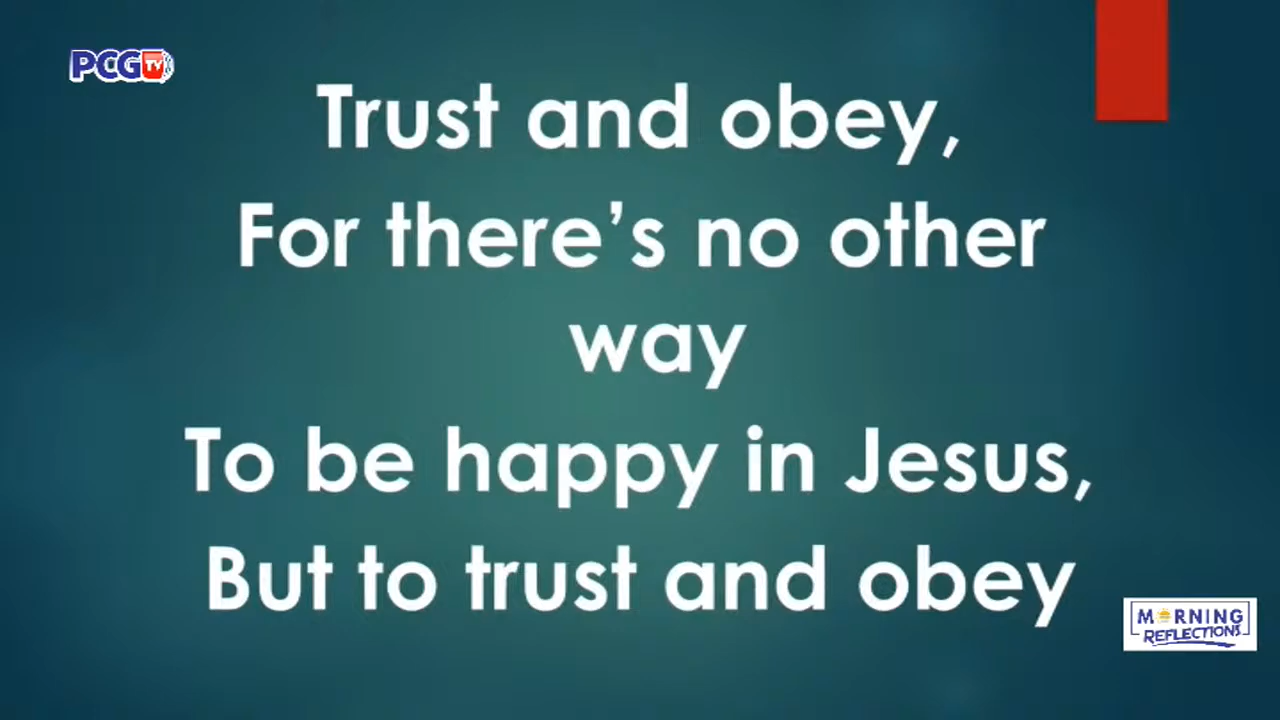 PCG TV
Trust and obey,
For there’s no other
way
To be happy in Jesus,
But to trust and obey
MORNING
REFLECTIONS